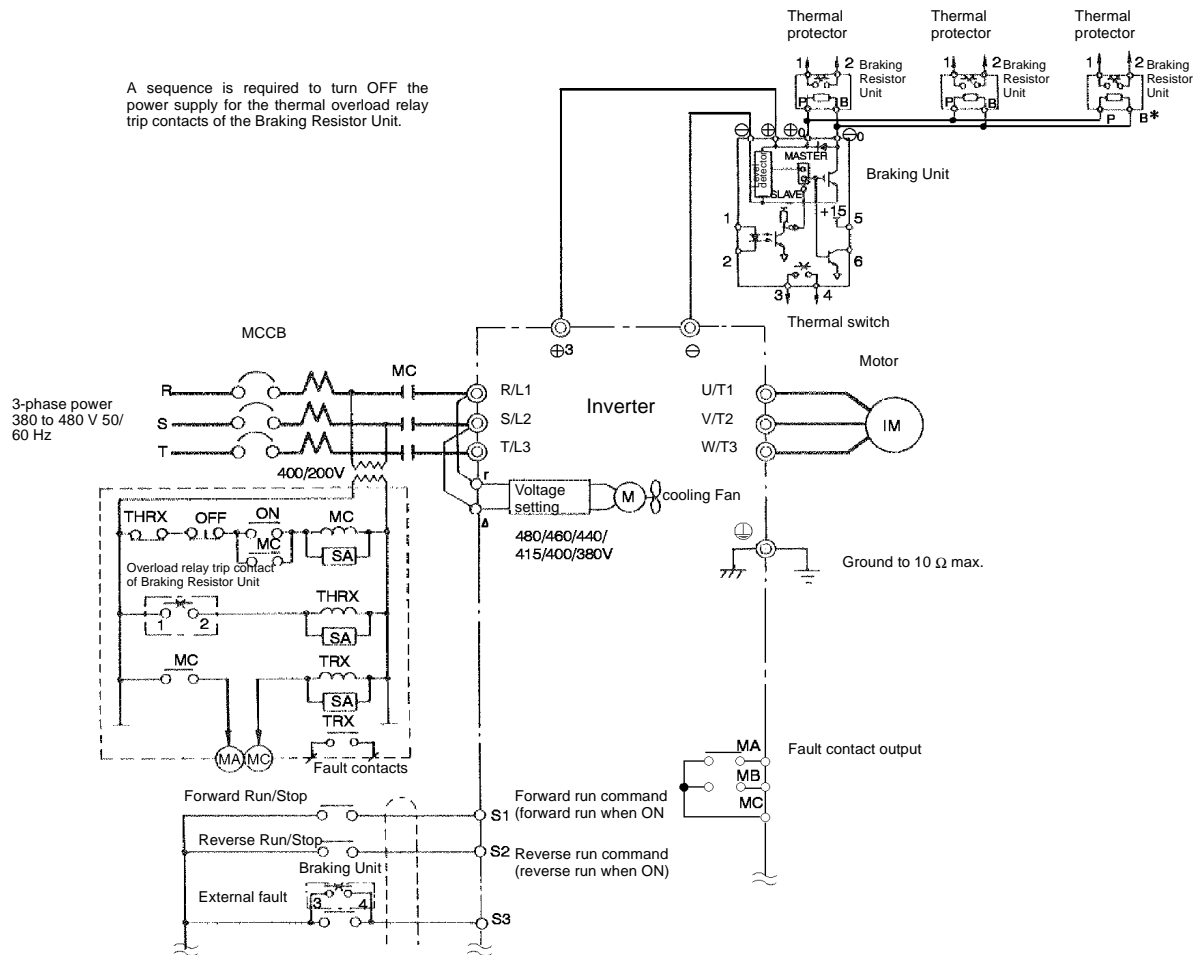 Thermal
protector
Thermal
protector
Thermal
protector
1 2 Braking
Resistor
Unit
P B
1 2 Braking
Resistor
Unit
P B
1 2 Braking
Resistor
Unit
P B*
A sequence is required to turn OFF the
power supply for the thermal overload relay
trip contacts of the Braking Resistor Unit.
⊖ ⊕ ⊕0 ⊖0
MASTER
Level
detector
SLAVE
Braking Unit
+15
1
5
2
6
3 4
Thermal switch
MCCB
⊕3
⊖
Motor
MC
R
R/L1
U/T1
3-phase power
380 to 480 V 50/
60 Hz
S
S/L2
Inverter
V/T2
IM
T
T/L3
W/T3
400/200V
r
Voltage
setting
M
cooling Fan
480/460/440/
415/400/380V
THRX OFF ON MC
MC
SA
Overload relay trip contact
of Braking Resistor Unit
1 2
THRX
SA
Ground to 10 Ω max.
MC
TRX
SA
TRX
MA MC
Fault contacts
MA
Fault contact output
MB
MC
Forward Run/Stop
S1
Forward run command
(forward run when ON
Reverse Run/Stop
S2
Reverse run command
(reverse run when ON)
Braking Unit
External fault
3 4
S3